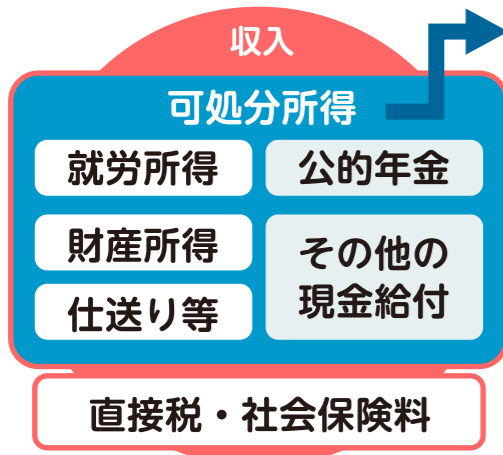 収入
可処分所得
就労所得
公的年金
財産所得
その他の
現金給付
仕送り等
直接税・社会保険料